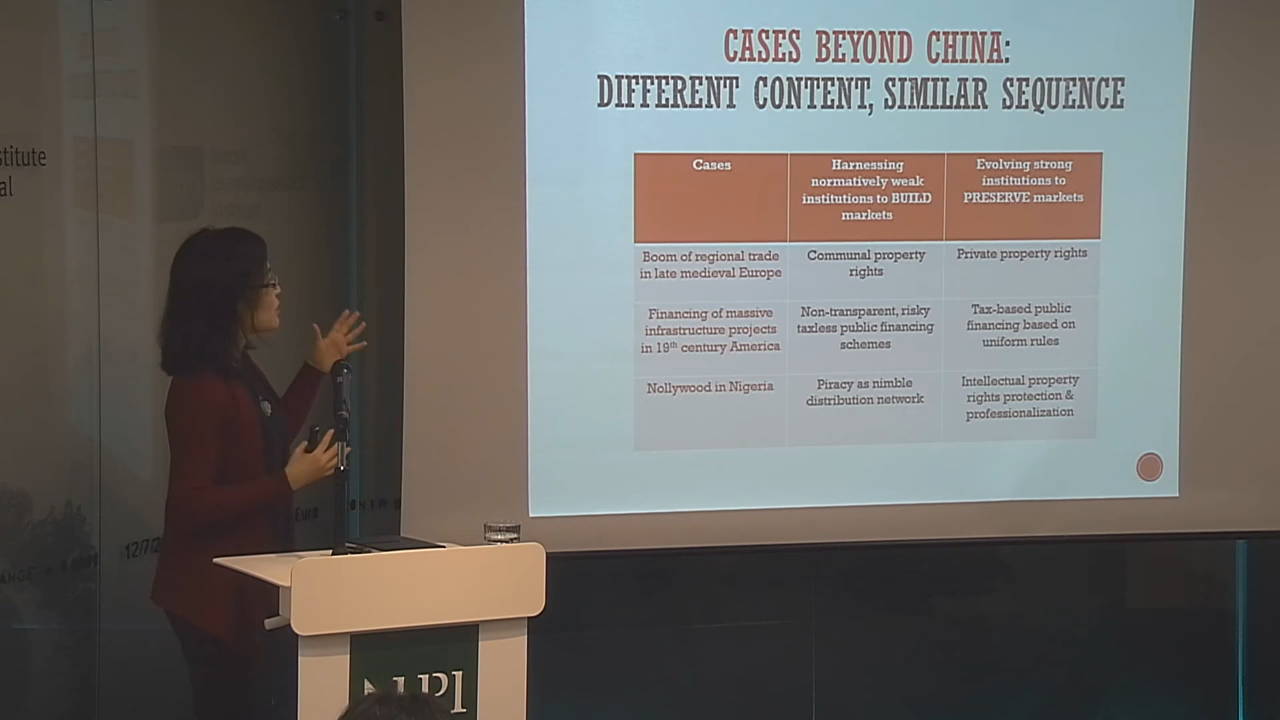 stitute
al
CASES BEYOND CHINA:
DIFFERENT CONTENT, SIMILAR SEQUENCE
Cases
Harnessing
normatively weak
institutions to BUILD
markets
Evolving strong
institutions to
PRESERVE markets
Boom of regional trade
in late medieval Europe
Communal property
rights
Private property rights
Financing of massive
infrastructure projects
in 19th century America
Non-transparent, risky
taxless public financing
schemes
Tax-based public
financing based on
uniform rules
Nollywood in Nigeria
Piracy as nimble
distribution network
Intellectual property
rights protection &
professionalization
Euro
12/7/2